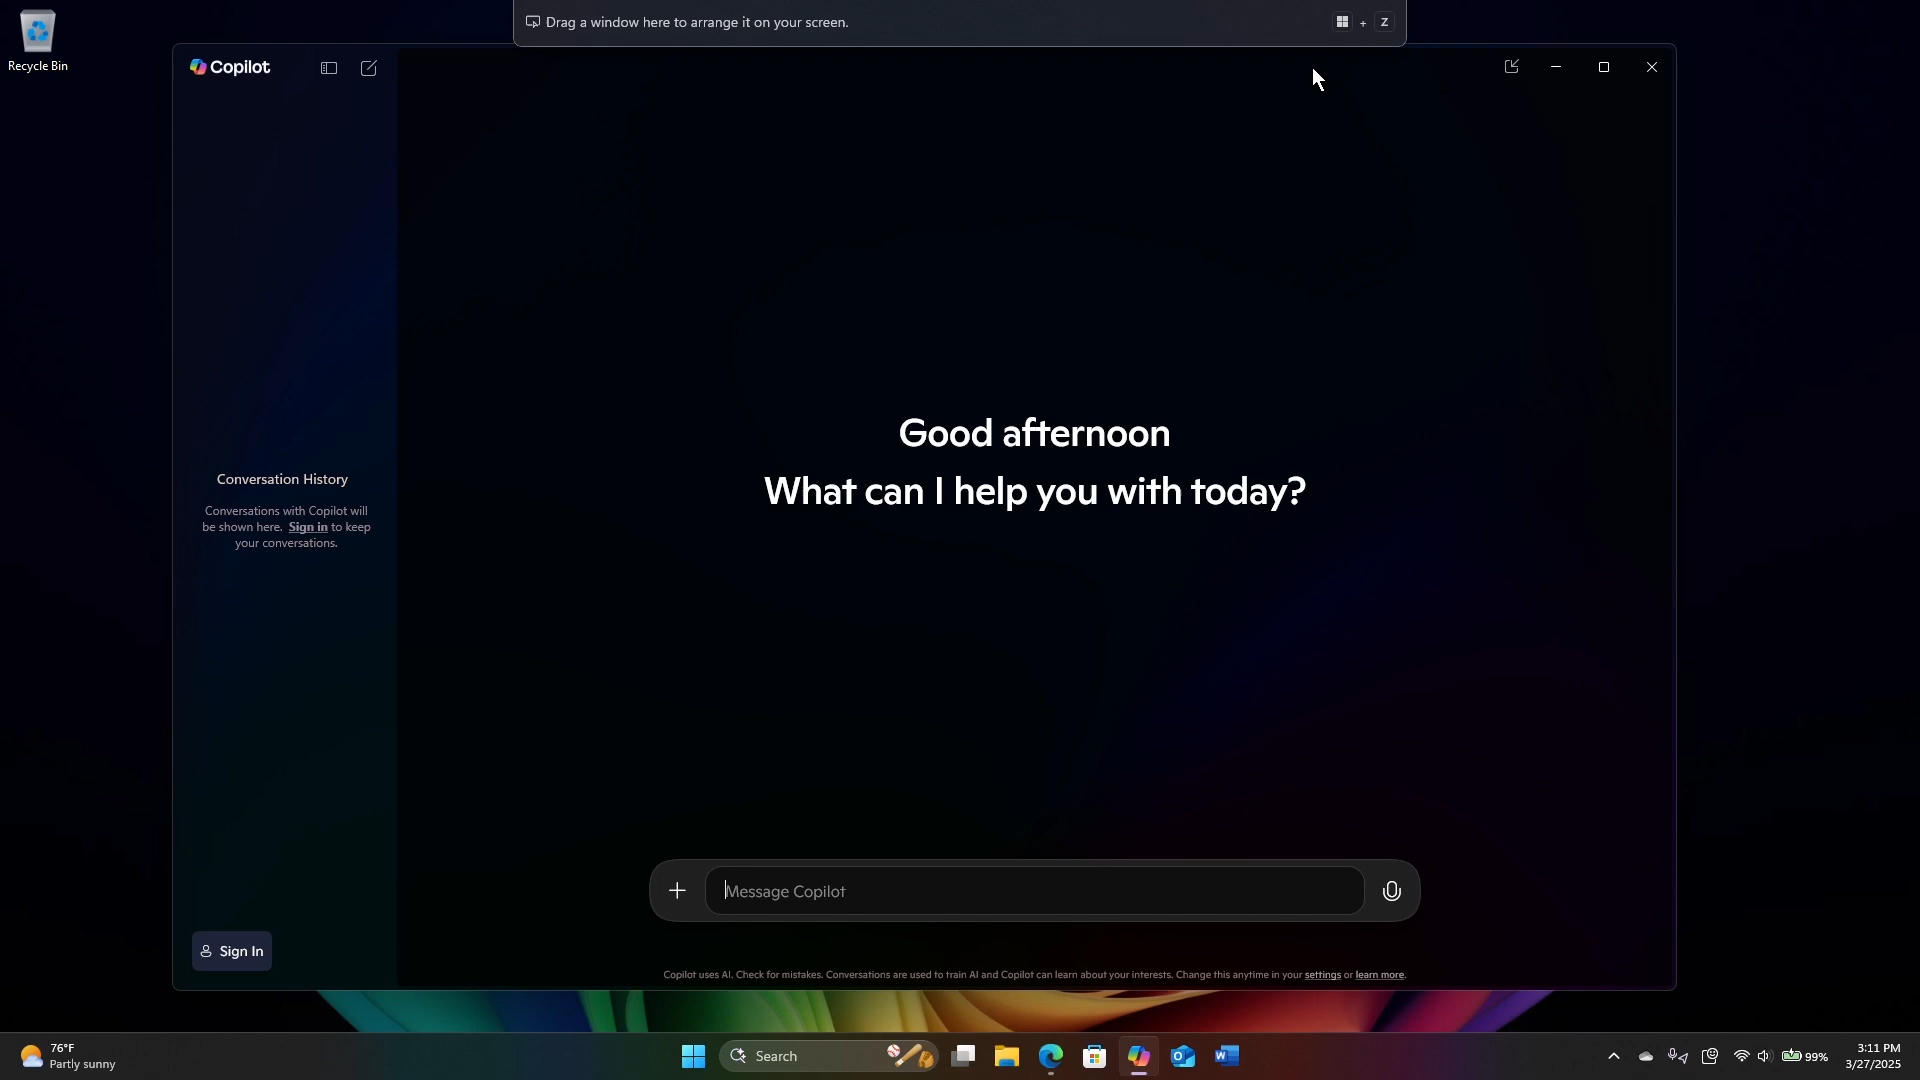 Recycle Bin
Drag a window here to arrange it on your screen.
+ Z
Copilot
Good afternoon
What can I help you with today?
Conversation History
Conversations with Copilot will
be shown here. Sign in to keep
your conversations.
Message Copilot
Sign In
Copilot uses AI. Check for mistakes. Conversations are used to train AI and Copilot can learn about your interests. Change this anytime in your settings or learn more.
76°F
Partly sunny
Search
99%
3:11 PM
3/27/2025